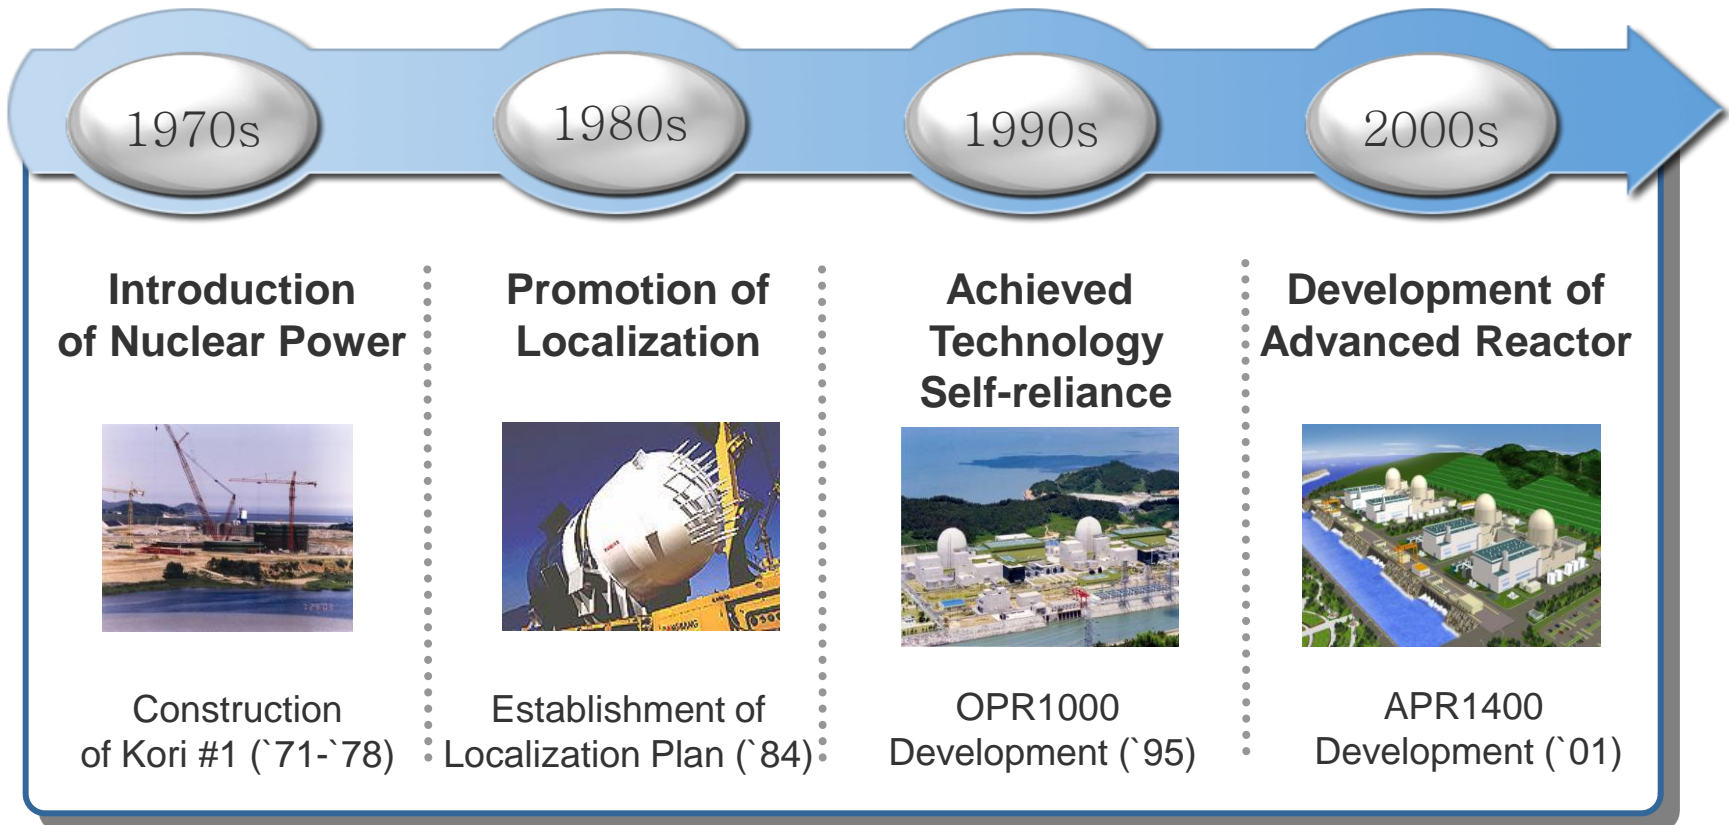 1970s
1980s
1990s
2000s
Introduction
of Nuclear Power
Promotion of
Localization
Achieved
Technology
Self-reliance
Development of
Advanced Reactor
Construction
of Kori #1 (`71-`78)
Establishment of
Localization Plan (`84)
OPR1000
Development (`95)
APR1400
Development (`01)